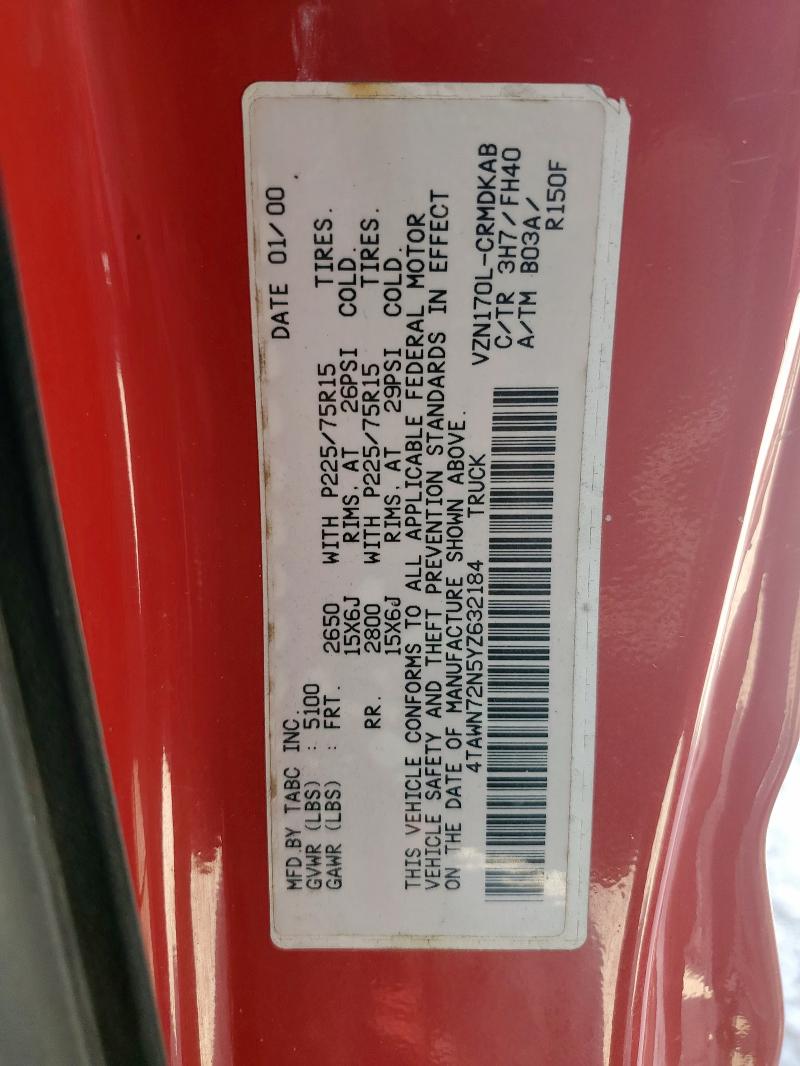 MFD.BY TABC INC. DATE 01/00
GVWR (LBS) : 5100
GAWR (LBS) : FRT. 2650 WITH P225/75R15 TIRES.
15X6J RIMS, AT 26PSI COLD.
RR. 2800 WITH P225/75R15 TIRES.
15X6J RIMS, AT 29PSI COLD.
THIS VEHICLE CONFORMS TO ALL APPLICABLE FEDERAL MOTOR
VEHICLE SAFETY AND THEFT PREVENTION STANDARDS IN EFFECT
ON THE DATE OF MANUFACTURE SHOWN ABOVE.
4TAWN72N5YZ632184 TRUCK
VZN170L-CRMDKAB
C/TR 3H7/FH40
A/TM B03A/
R150F